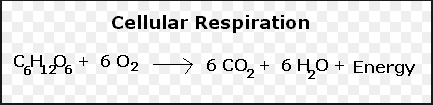 Cellular Respiration
C₆H₁₂O₆ + 6 O₂ ⟶ 6 CO₂ + 6 H₂O + Energy